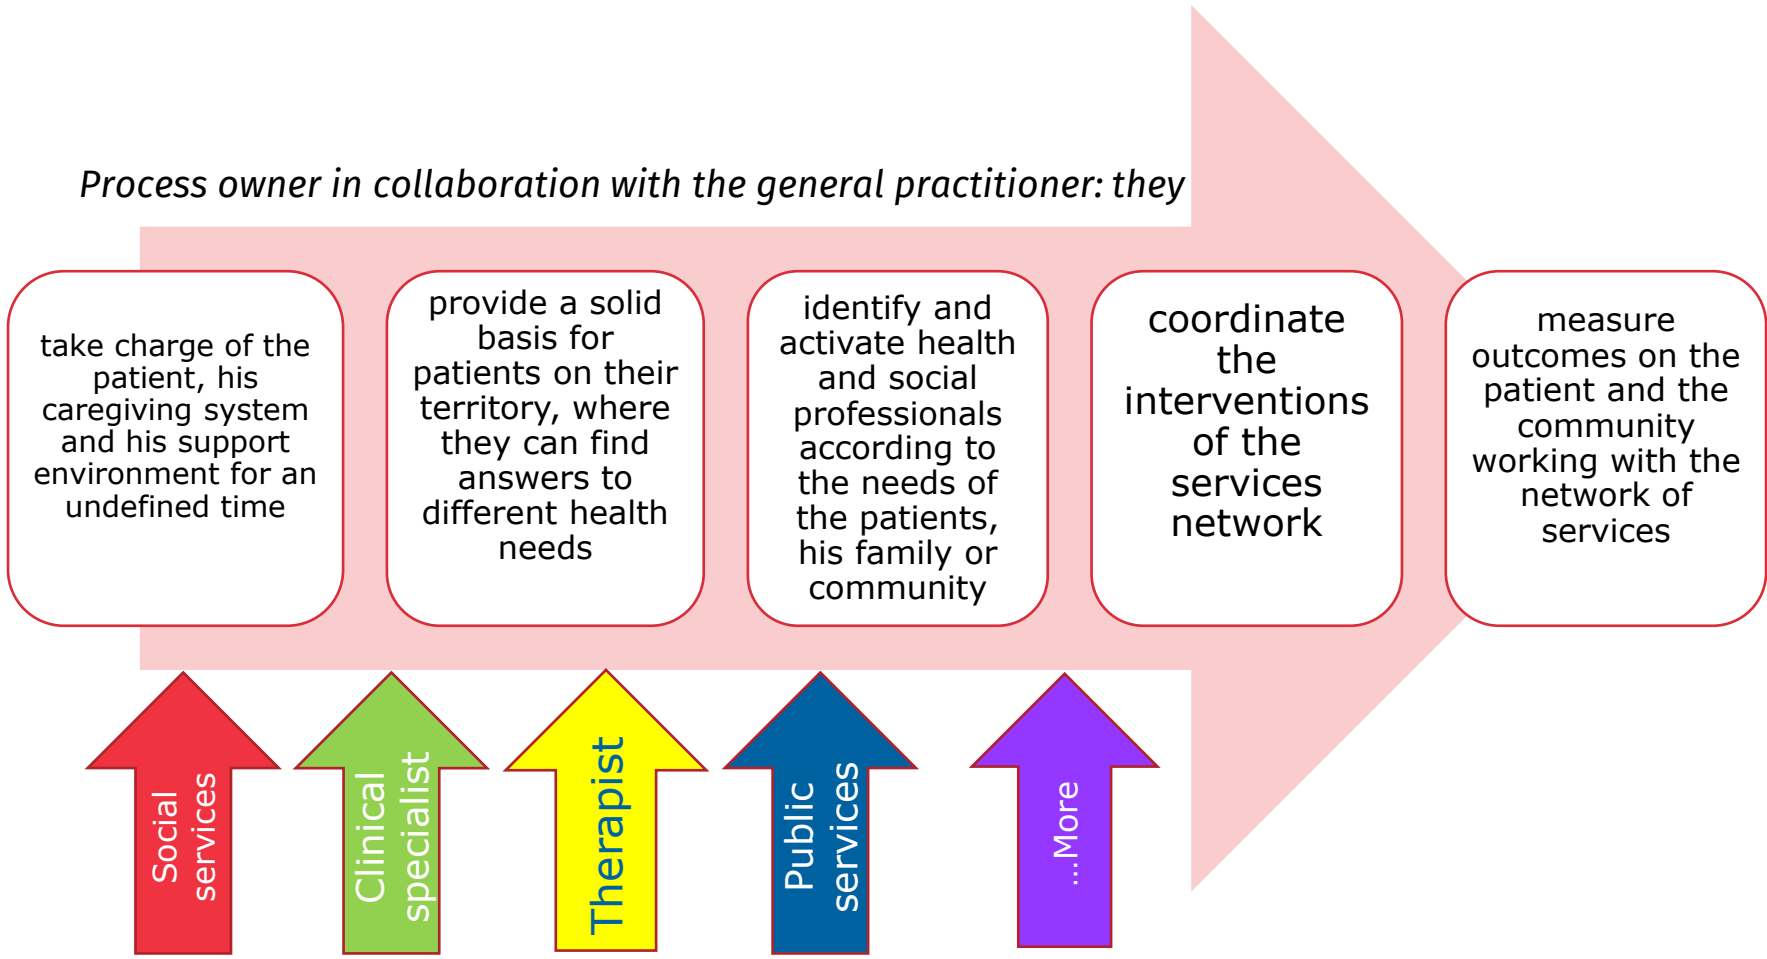 Process owner in collaboration with the general practitioner: they
take charge of the
patient, his
caregiving system
and his support
environment for an
undefined time
provide a solid
basis for
patients on their
territory, where
they can find
answers to
different health
needs
identify and
activate health
and social
professionals
according to
the needs of
the patients,
his family or
community
coordinate
the
interventions
of the
services
network
measure
outcomes on the
patient and the
community
working with the
network of
services
Social
services
Clinical
specialist
Therapist
Public
services
...More